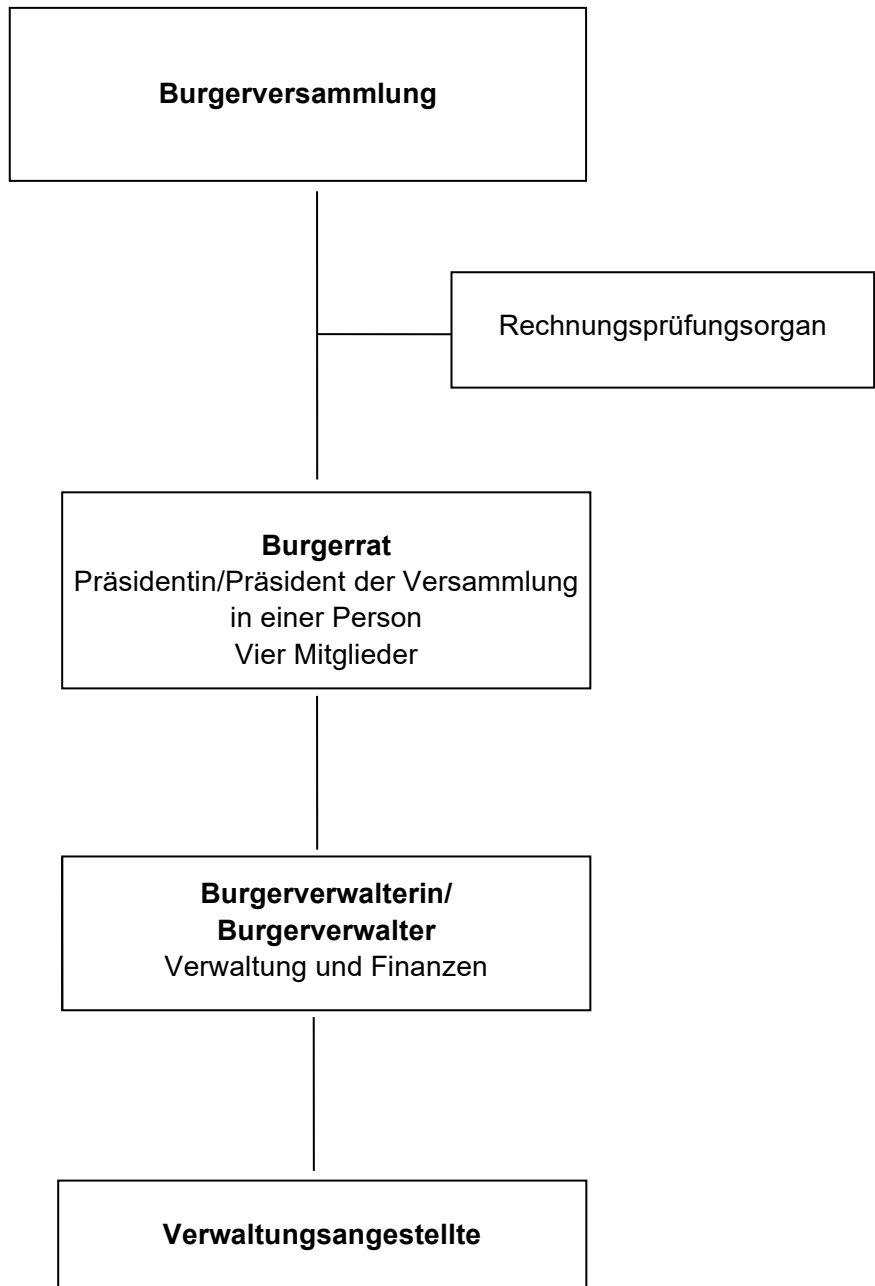 Burgerversammlung
Rechnungsprüfungsorgan
Burgerrat
Präsidentin/Präsident der Versammlung
in einer Person
Vier Mitglieder
Burgerverwalterin/
Burgerverwalter
Verwaltung und Finanzen
Verwaltungsangestellte